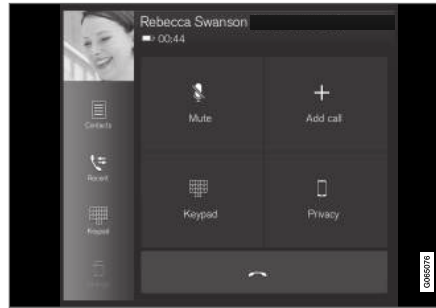 Rebecca Swanson
00:44
Contacts
Mute
Add call
Recent
Keypad
Privacy
Keypad
G065076